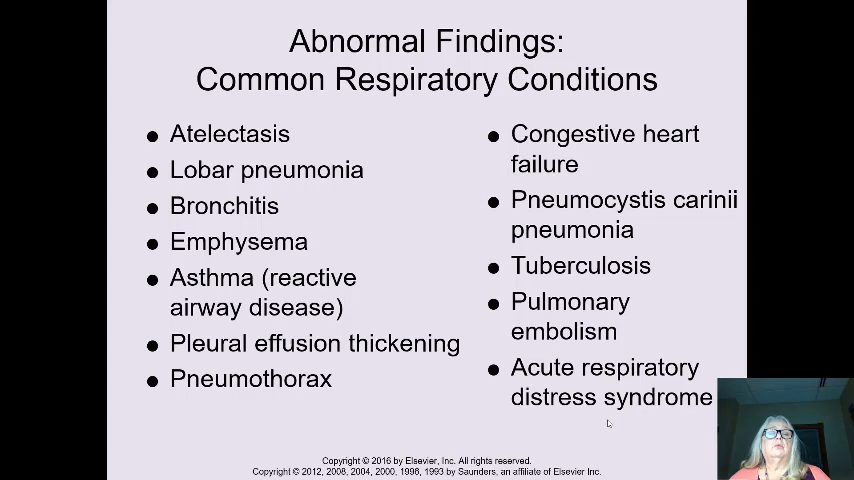 Abnormal Findings:
Common Respiratory Conditions
Atelectasis
Lobar pneumonia
Bronchitis
Emphysema
Asthma (reactive
airway disease)
Pleural effusion thickening
Pneumothorax
Congestive heart
failure
Pneumocystis carinii
pneumonia
Tuberculosis
Pulmonary
embolism
Acute respiratory
distress syndrome
Copyright © 2016 by Elsevier, Inc. All rights reserved.
Copyright © 2012, 2008, 2004, 2000, 1996, 1993 by Saunders, an affiliate of Elsevier Inc.